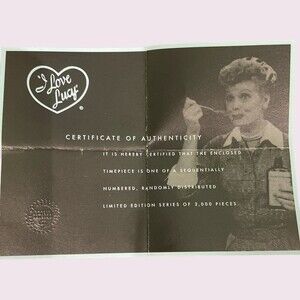 I Love
Lucy
®
CERTIFICATE OF AUTHENTICITY
IT IS HEREBY CERTIFIED THAT THE ENCLOSED
TIMEPIECE IS ONE OF A SEQUENTIALLY
NUMBERED, RANDOMLY DISTRIBUTED
LIMITED EDITION SERIES OF 2,000 PIECES